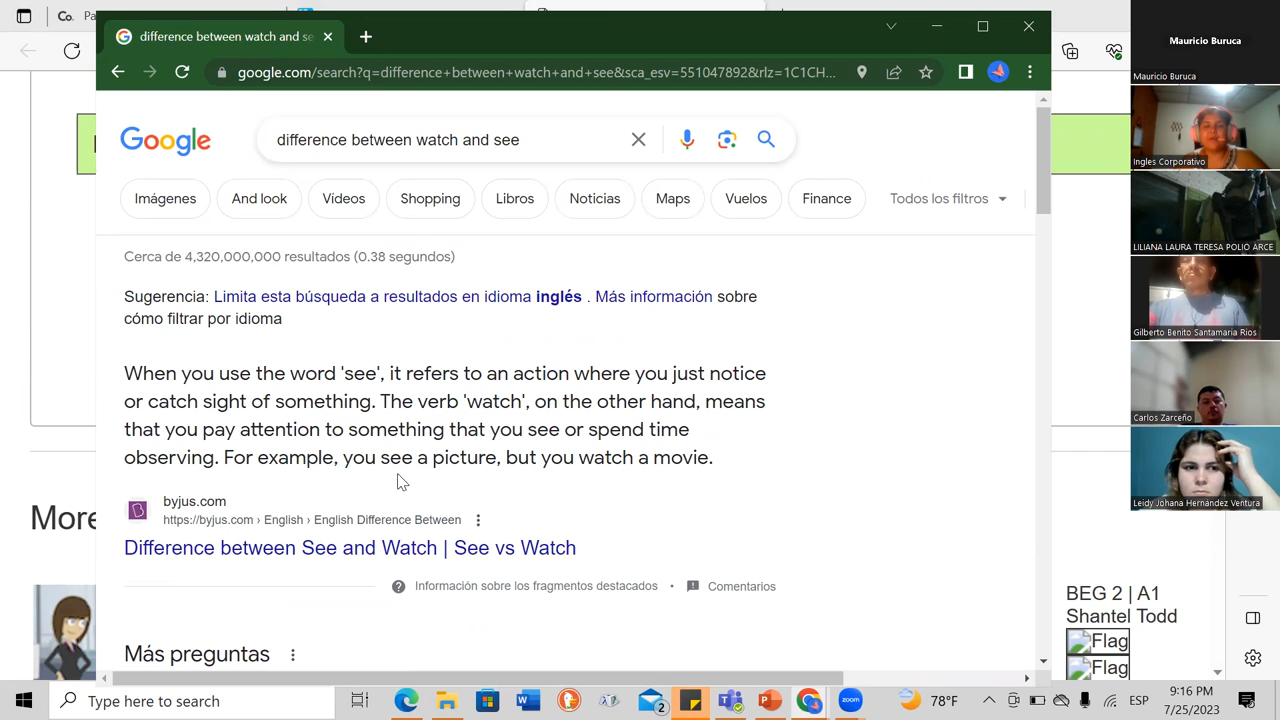 difference between watch and se
google.com/search?q=difference+between+watch+and+see&sca_esv=551047892&rlz=1C1CH...
Google
difference between watch and see
Imágenes
And look
Vídeos
Shopping
Libros
Noticias
Maps
Vuelos
Finance
Todos los filtros
Cerca de 4,320,000,000 resultados (0.38 segundos)
Sugerencia: Limita esta búsqueda a resultados en idioma inglés . Más información sobre
cómo filtrar por idioma
When you use the word 'see', it refers to an action where you just notice
or catch sight of something. The verb 'watch', on the other hand, means
that you pay attention to something that you see or spend time
observing. For example, you see a picture, but you watch a movie.
byjus.com
https://byjus.com › English › English Difference Between
Difference between See and Watch | See vs Watch
Información sobre los fragmentos destacados
•
Comentarios
Más preguntas
More
BEG 2 | A1
Shantel Todd
Flag
Flag
Mauricio Buruca
Mauricio Buruca
Ingles Corporativo
LILIANA LAURA TERESA POLIO ARCE
Gilberto Benito Santamaria Rios
Carlos Zarceño
Leidy Johana Hernández Ventura
Type here to search
2
zoom
78°F
ESP
9:16 PM
7/25/2023